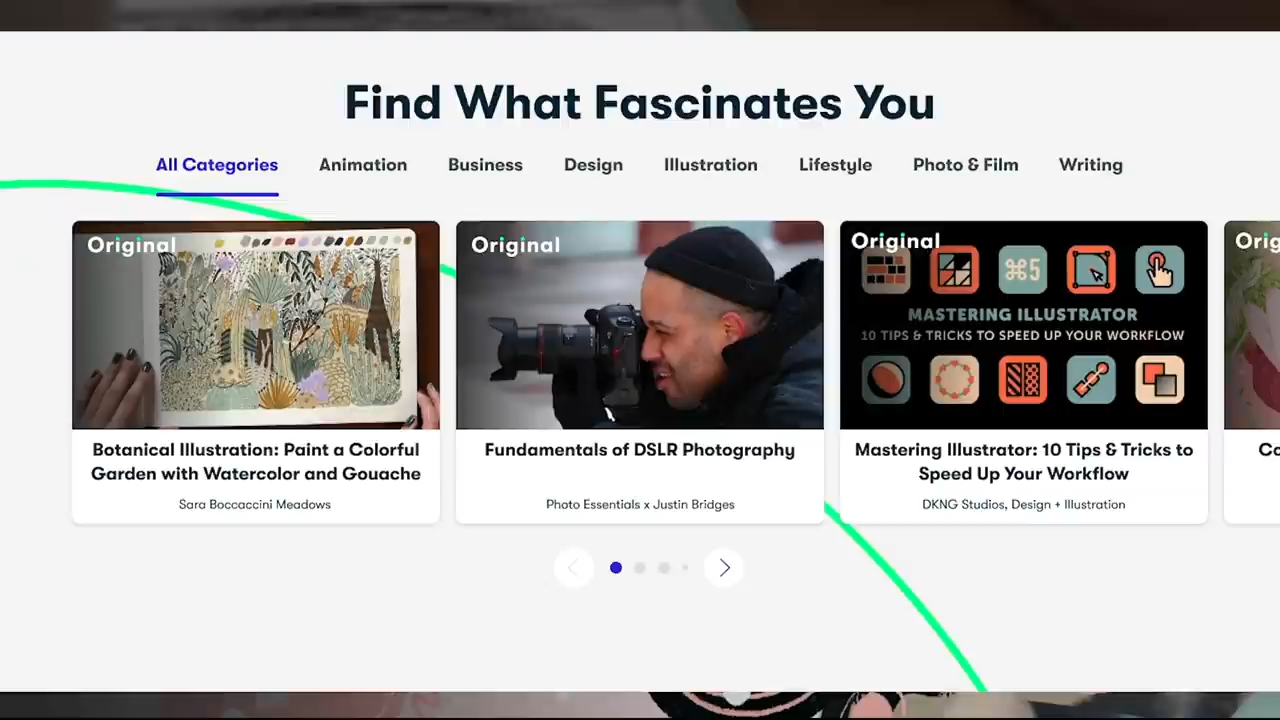 Find What Fascinates You
All Categories Animation Business Design Illustration Lifestyle Photo & Film Writing
Original
Botanical Illustration: Paint a Colorful
Garden with Watercolor and Gouache
Sara Boccaccini Meadows
Original
Fundamentals of DSLR Photography
Photo Essentials x Justin Bridges
Original
⌘5
MASTERING ILLUSTRATOR
10 TIPS & TRICKS TO SPEED UP YOUR WORKFLOW
Mastering Illustrator: 10 Tips & Tricks to
Speed Up Your Workflow
DKNG Studios, Design + Illustration